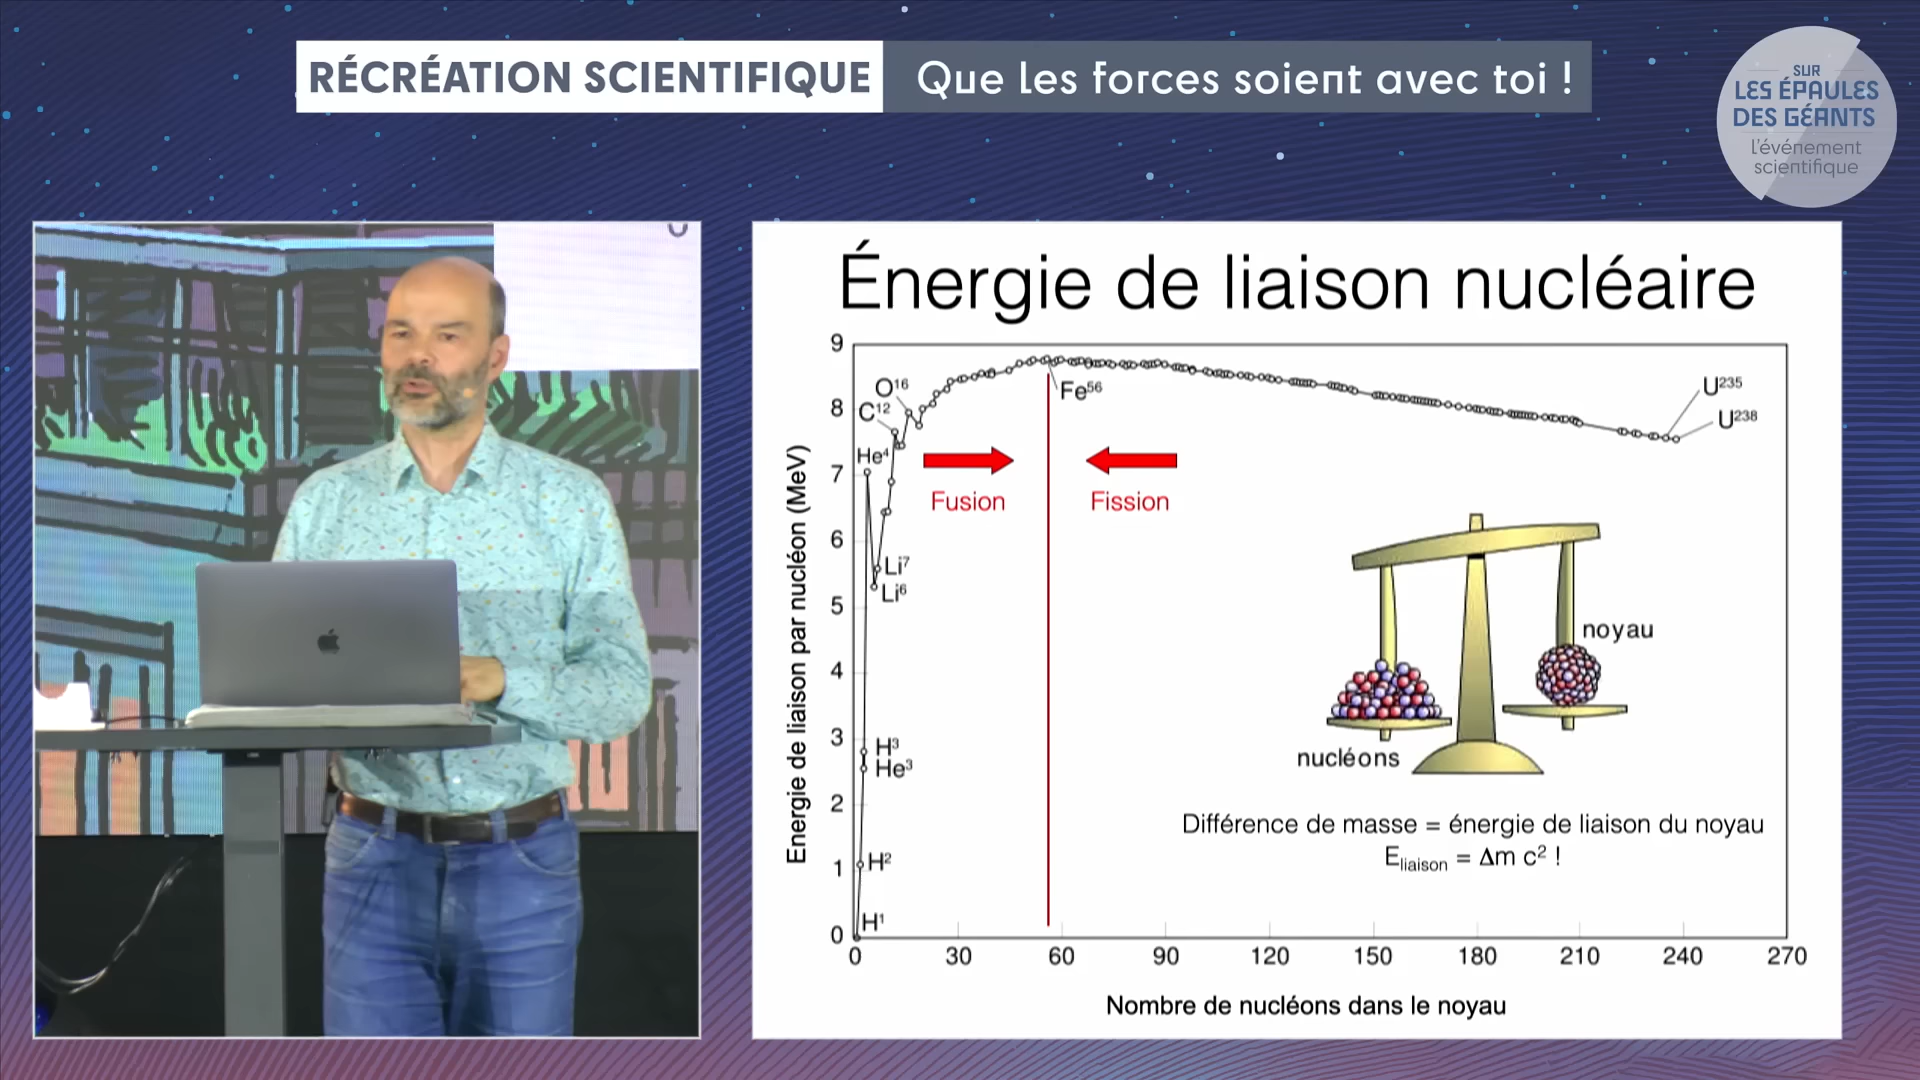 RÉCRÉATION SCIENTIFIQUE
Que les forces soient avec toi !
SUR
LES ÉPAULES
DES GÉANTS
L'événement
scientifique
Énergie de liaison nucléaire
Energie de liaison par nucléon (MeV)
9
8
7
6
5
4
3
2
1
0
O¹⁶
C¹²
He⁴
Li⁷
Li⁶
H³
He³
H²
H¹
Fe⁵⁶
U²³⁵
U²³⁸
Fusion
Fission
noyau
nucléons
Différence de masse = énergie de liaison du noyau
Eliaison = Δm c² !
0 30 60 90 120 150 180 210 240 270
Nombre de nucléons dans le noyau